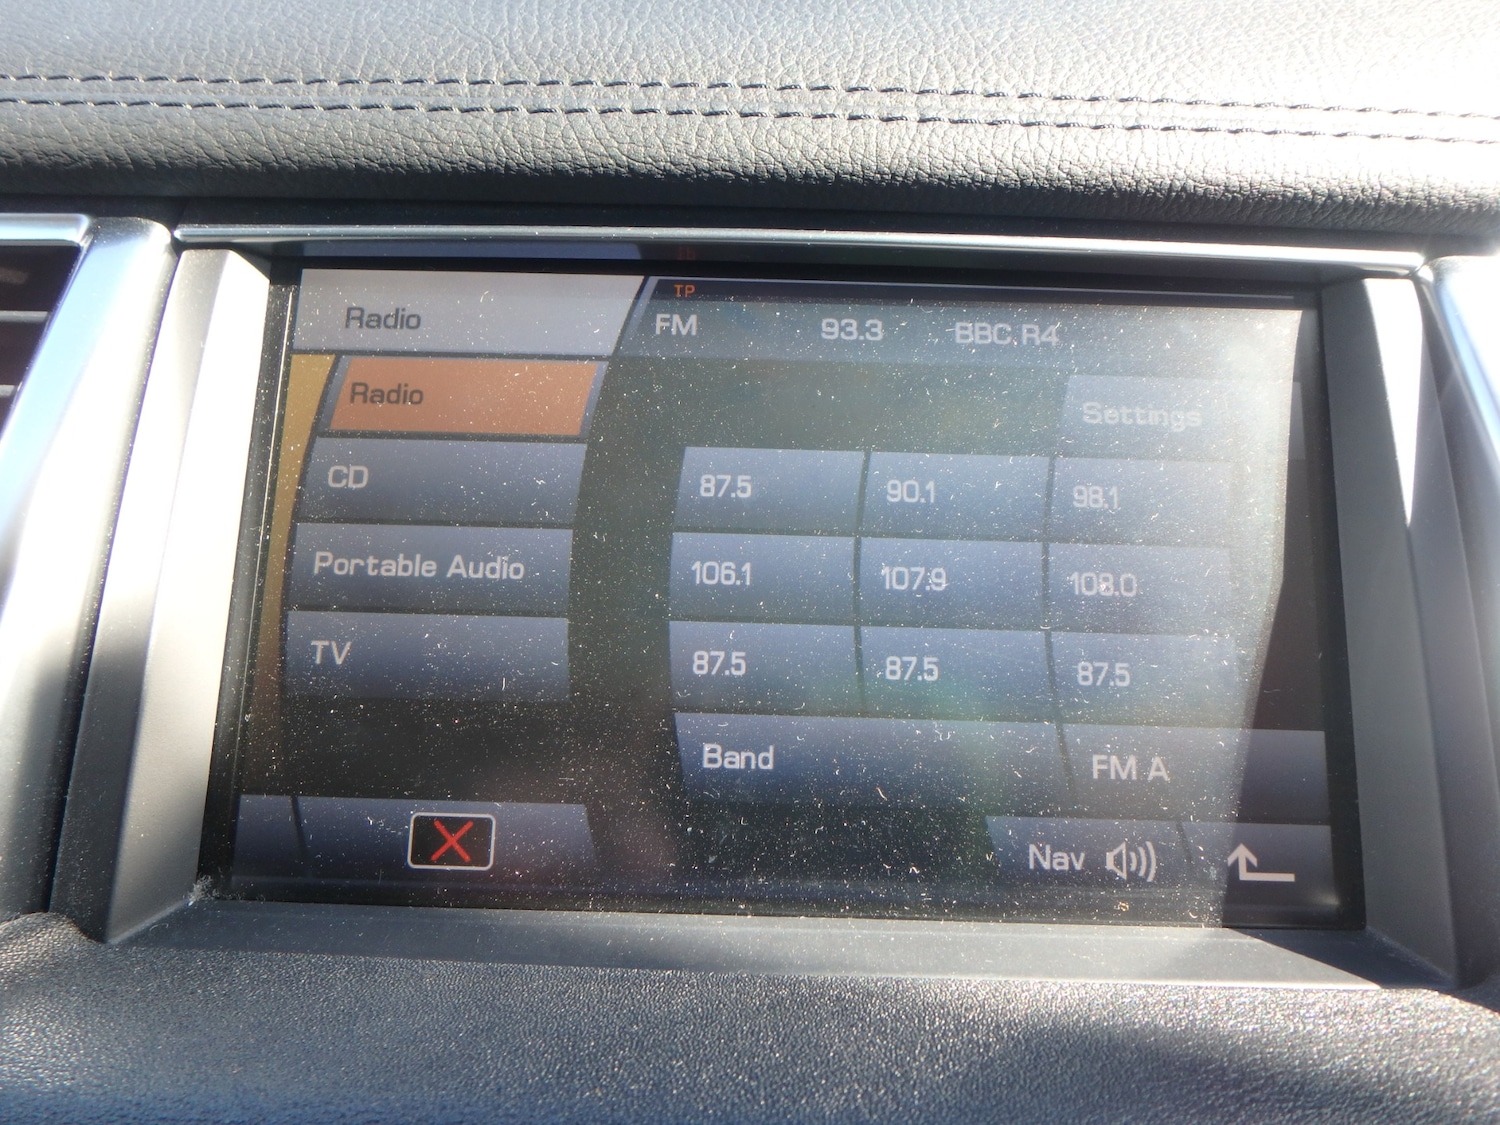 TP
Radio FM 93.3 BBC R4
Radio
Settings
CD 87.5 90.1 98.1
Portable Audio 106.1 107.9 108.0
TV 87.5 87.5 87.5
Band FM A
Nav